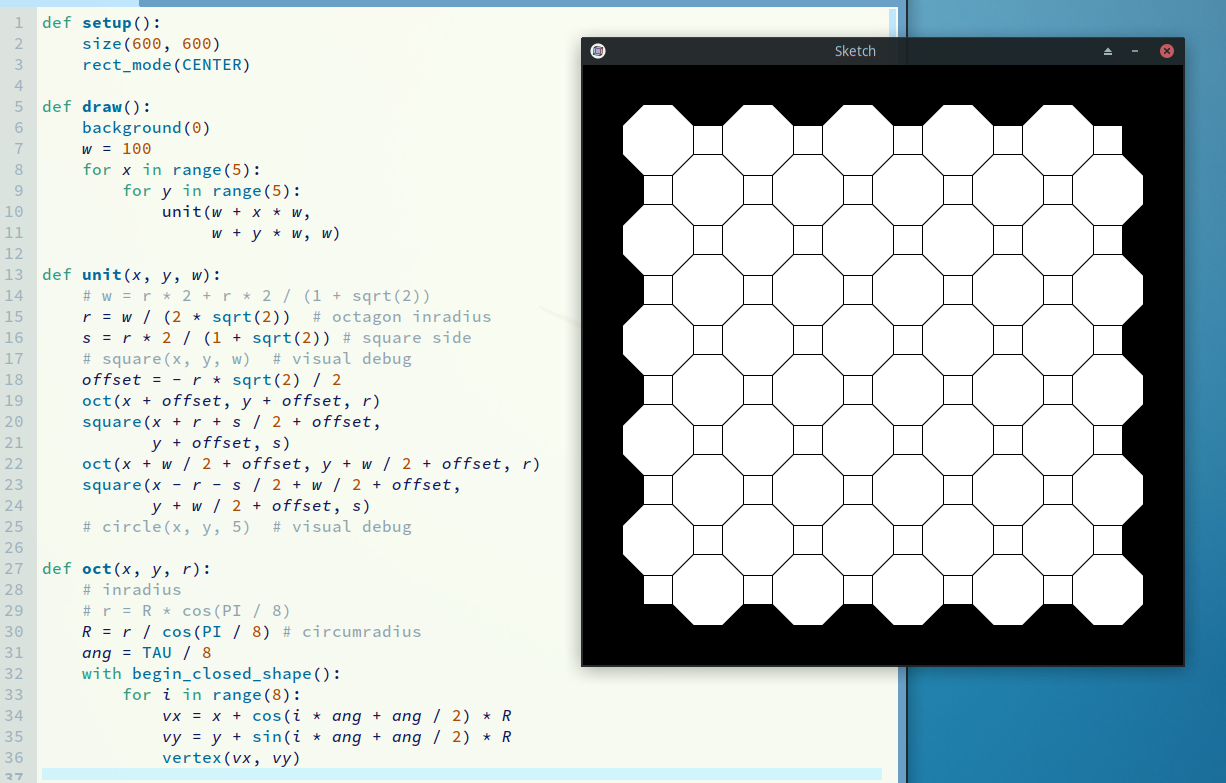 1 def setup():
2     size(600, 600)
3     rect_mode(CENTER)
4
5 def draw():
6     background(0)
7     w = 100
8     for x in range(5):
9         for y in range(5):
10             unit(w + x * w,
11                  w + y * w, w)
12
13 def unit(x, y, w):
14     # w = r * 2 + r * 2 / (1 + sqrt(2))
15     r = w / (2 * sqrt(2))  # octagon inradius
16     s = r * 2 / (1 + sqrt(2)) # square side
17     # square(x, y, w)  # visual debug
18     offset = - r * sqrt(2) / 2
19     oct(x + offset, y + offset, r)
20     square(x + r + s / 2 + offset,
21            y + offset, s)
22     oct(x + w / 2 + offset, y + w / 2 + offset, r)
23     square(x - r - s / 2 + w / 2 + offset,
24            y + w / 2 + offset, s)
25     # circle(x, y, 5)  # visual debug
26
27 def oct(x, y, r):
28     # inradius
29     # r = R * cos(PI / 8)
30     R = r / cos(PI / 8) # circumradius
31     ang = TAU / 8
32     with begin_closed_shape():
33         for i in range(8):
34             vx = x + cos(i * ang + ang / 2) * R
35             vy = y + sin(i * ang + ang / 2) * R
36             vertex(vx, vy)
37
Sketch